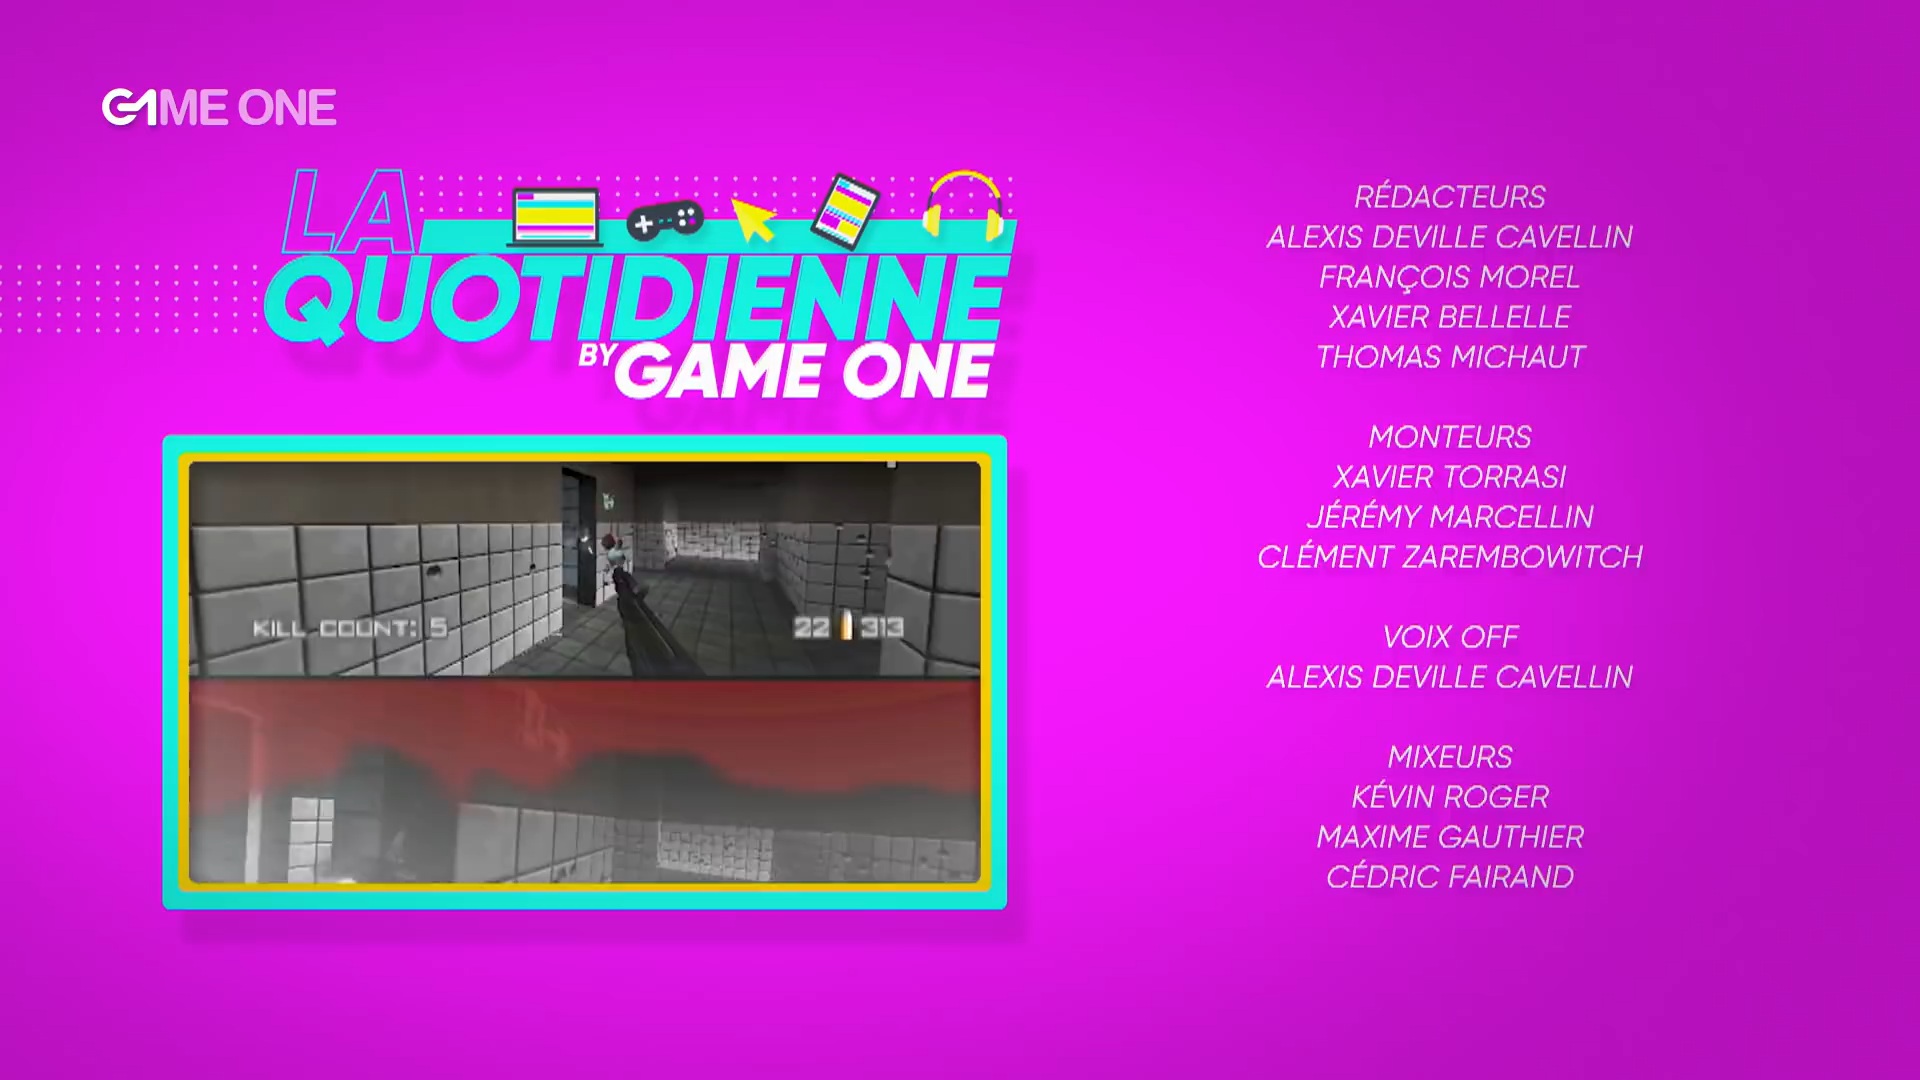 GAME ONE
LA
QUOTIDIENNE
BY GAME ONE
KILL COUNT: 5
22 313
RÉDACTEURS
ALEXIS DEVILLE CAVELLIN
FRANÇOIS MOREL
XAVIER BELLELLE
THOMAS MICHAUT
MONTEURS
XAVIER TORRASI
JÉRÉMY MARCELLIN
CLÉMENT ZAREMBOWITCH
VOIX OFF
ALEXIS DEVILLE CAVELLIN
MIXEURS
KÉVIN ROGER
MAXIME GAUTHIER
CÉDRIC FAIRAND